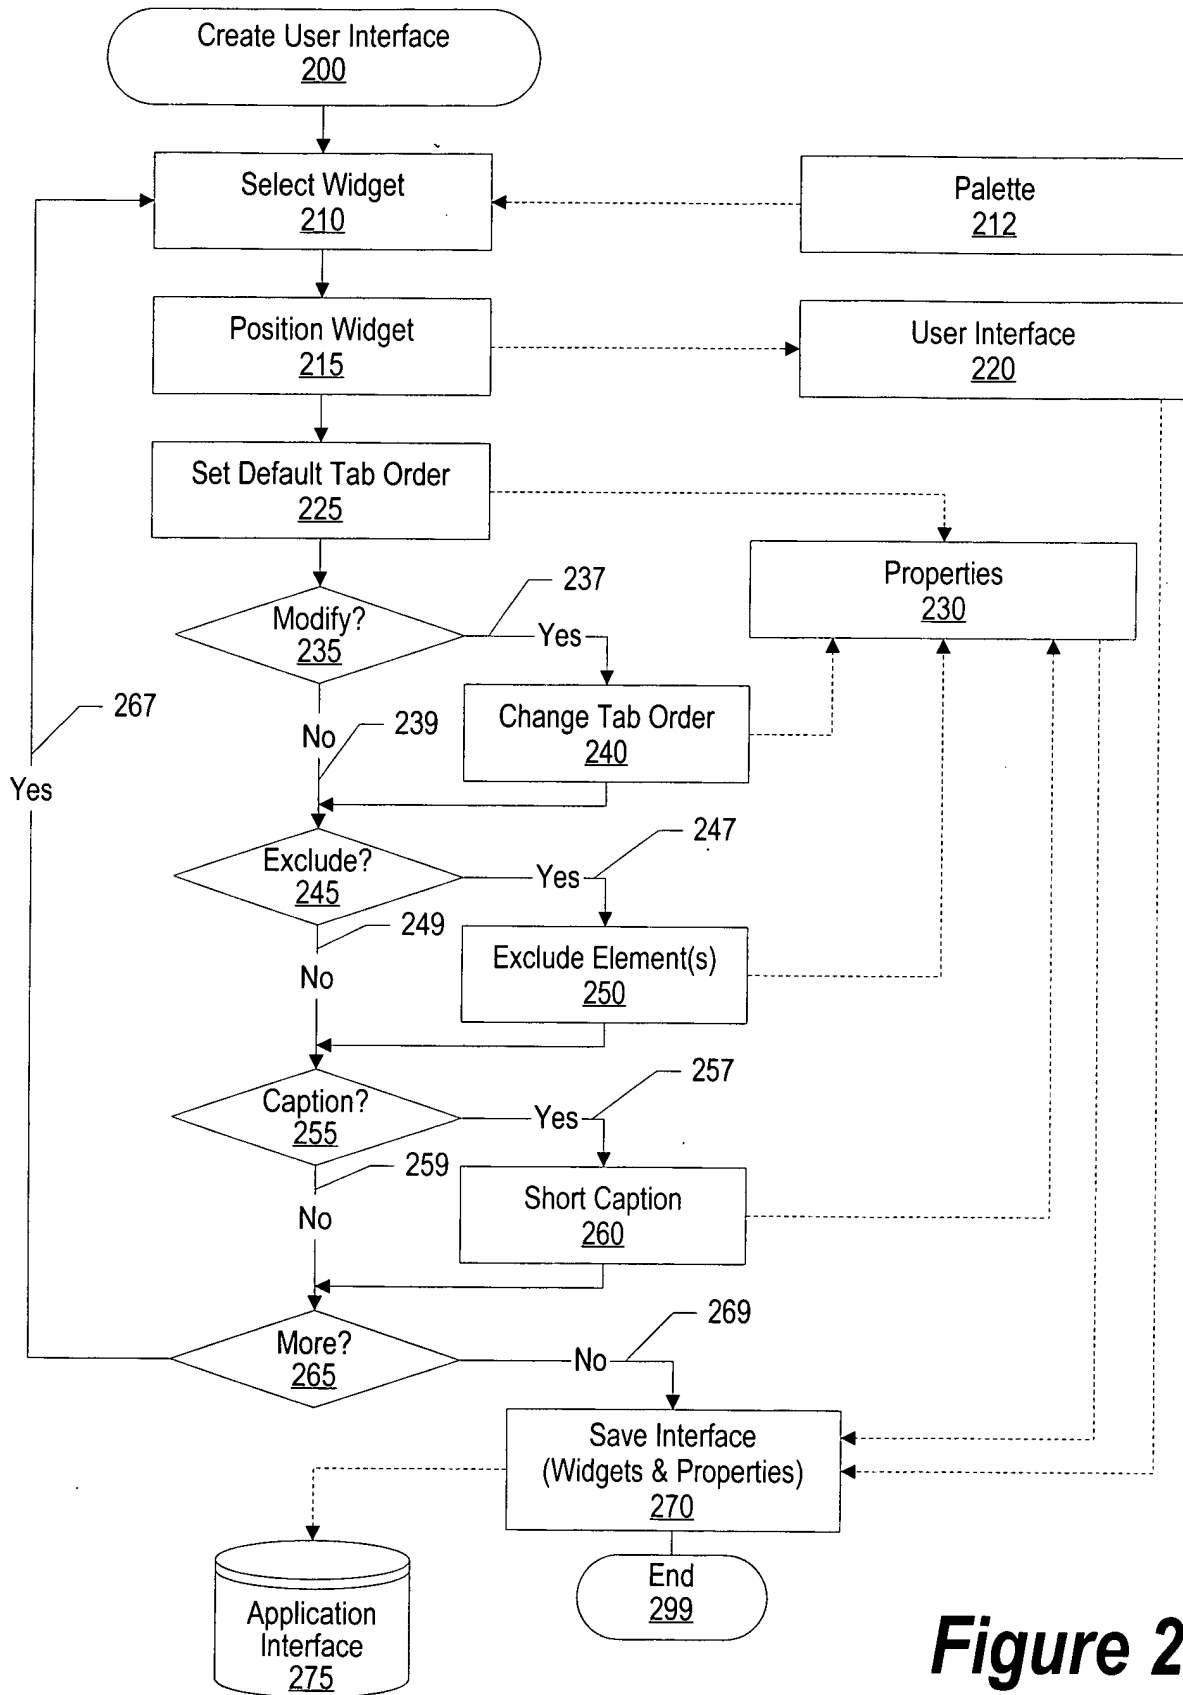 Create User Interface
200
Select Widget
210
Palette
212
Position Widget
215
User Interface
220
Set Default Tab Order
225
Properties
230
237
Modify?
235
Yes
267
239
No
Change Tab Order
240
Yes
247
Exclude?
245
Yes
249
No
Exclude Element(s)
250
257
Caption?
255
Yes
259
No
Short Caption
260
269
More?
265
No
Save Interface
(Widgets & Properties)
270
End
299
Application
Interface
275
Figure 2